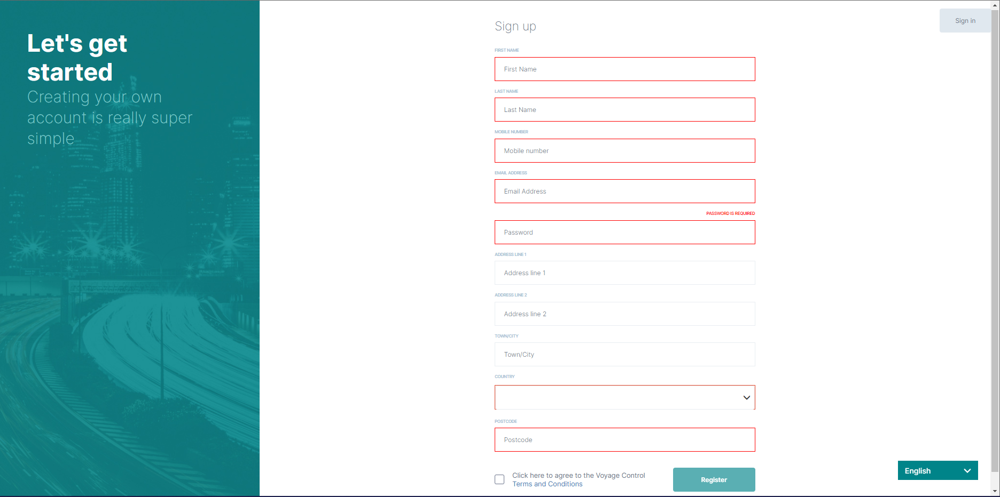 Let's get
started
Creating your own
account is really super
simple
Sign in
Sign up
FIRST NAME
First Name
LAST NAME
Last Name
MOBILE NUMBER
Mobile number
EMAIL ADDRESS
Email Address
PASSWORD IS REQUIRED
Password
ADDRESS LINE 1
Address line 1
ADDRESS LINE 2
Address line 2
TOWN/CITY
Town/City
COUNTRY
POSTCODE
Postcode
Click here to agree to the Voyage Control
Terms and Conditions
Register
English